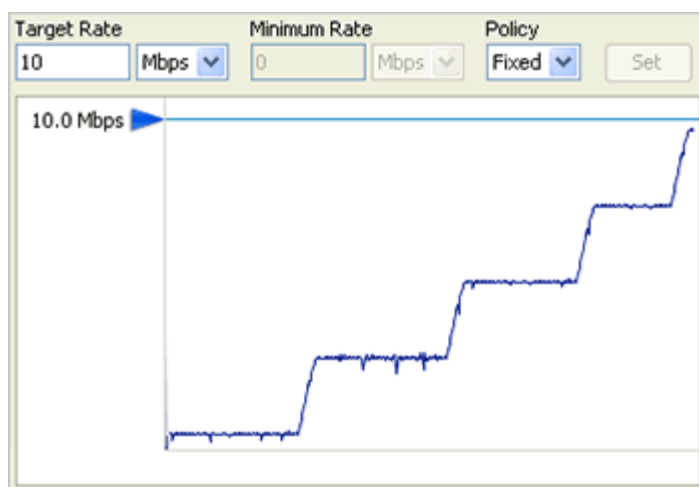 Target Rate Minimum Rate Policy
10 Mbps 0 Mbps Fixed Set
10.0 Mbps